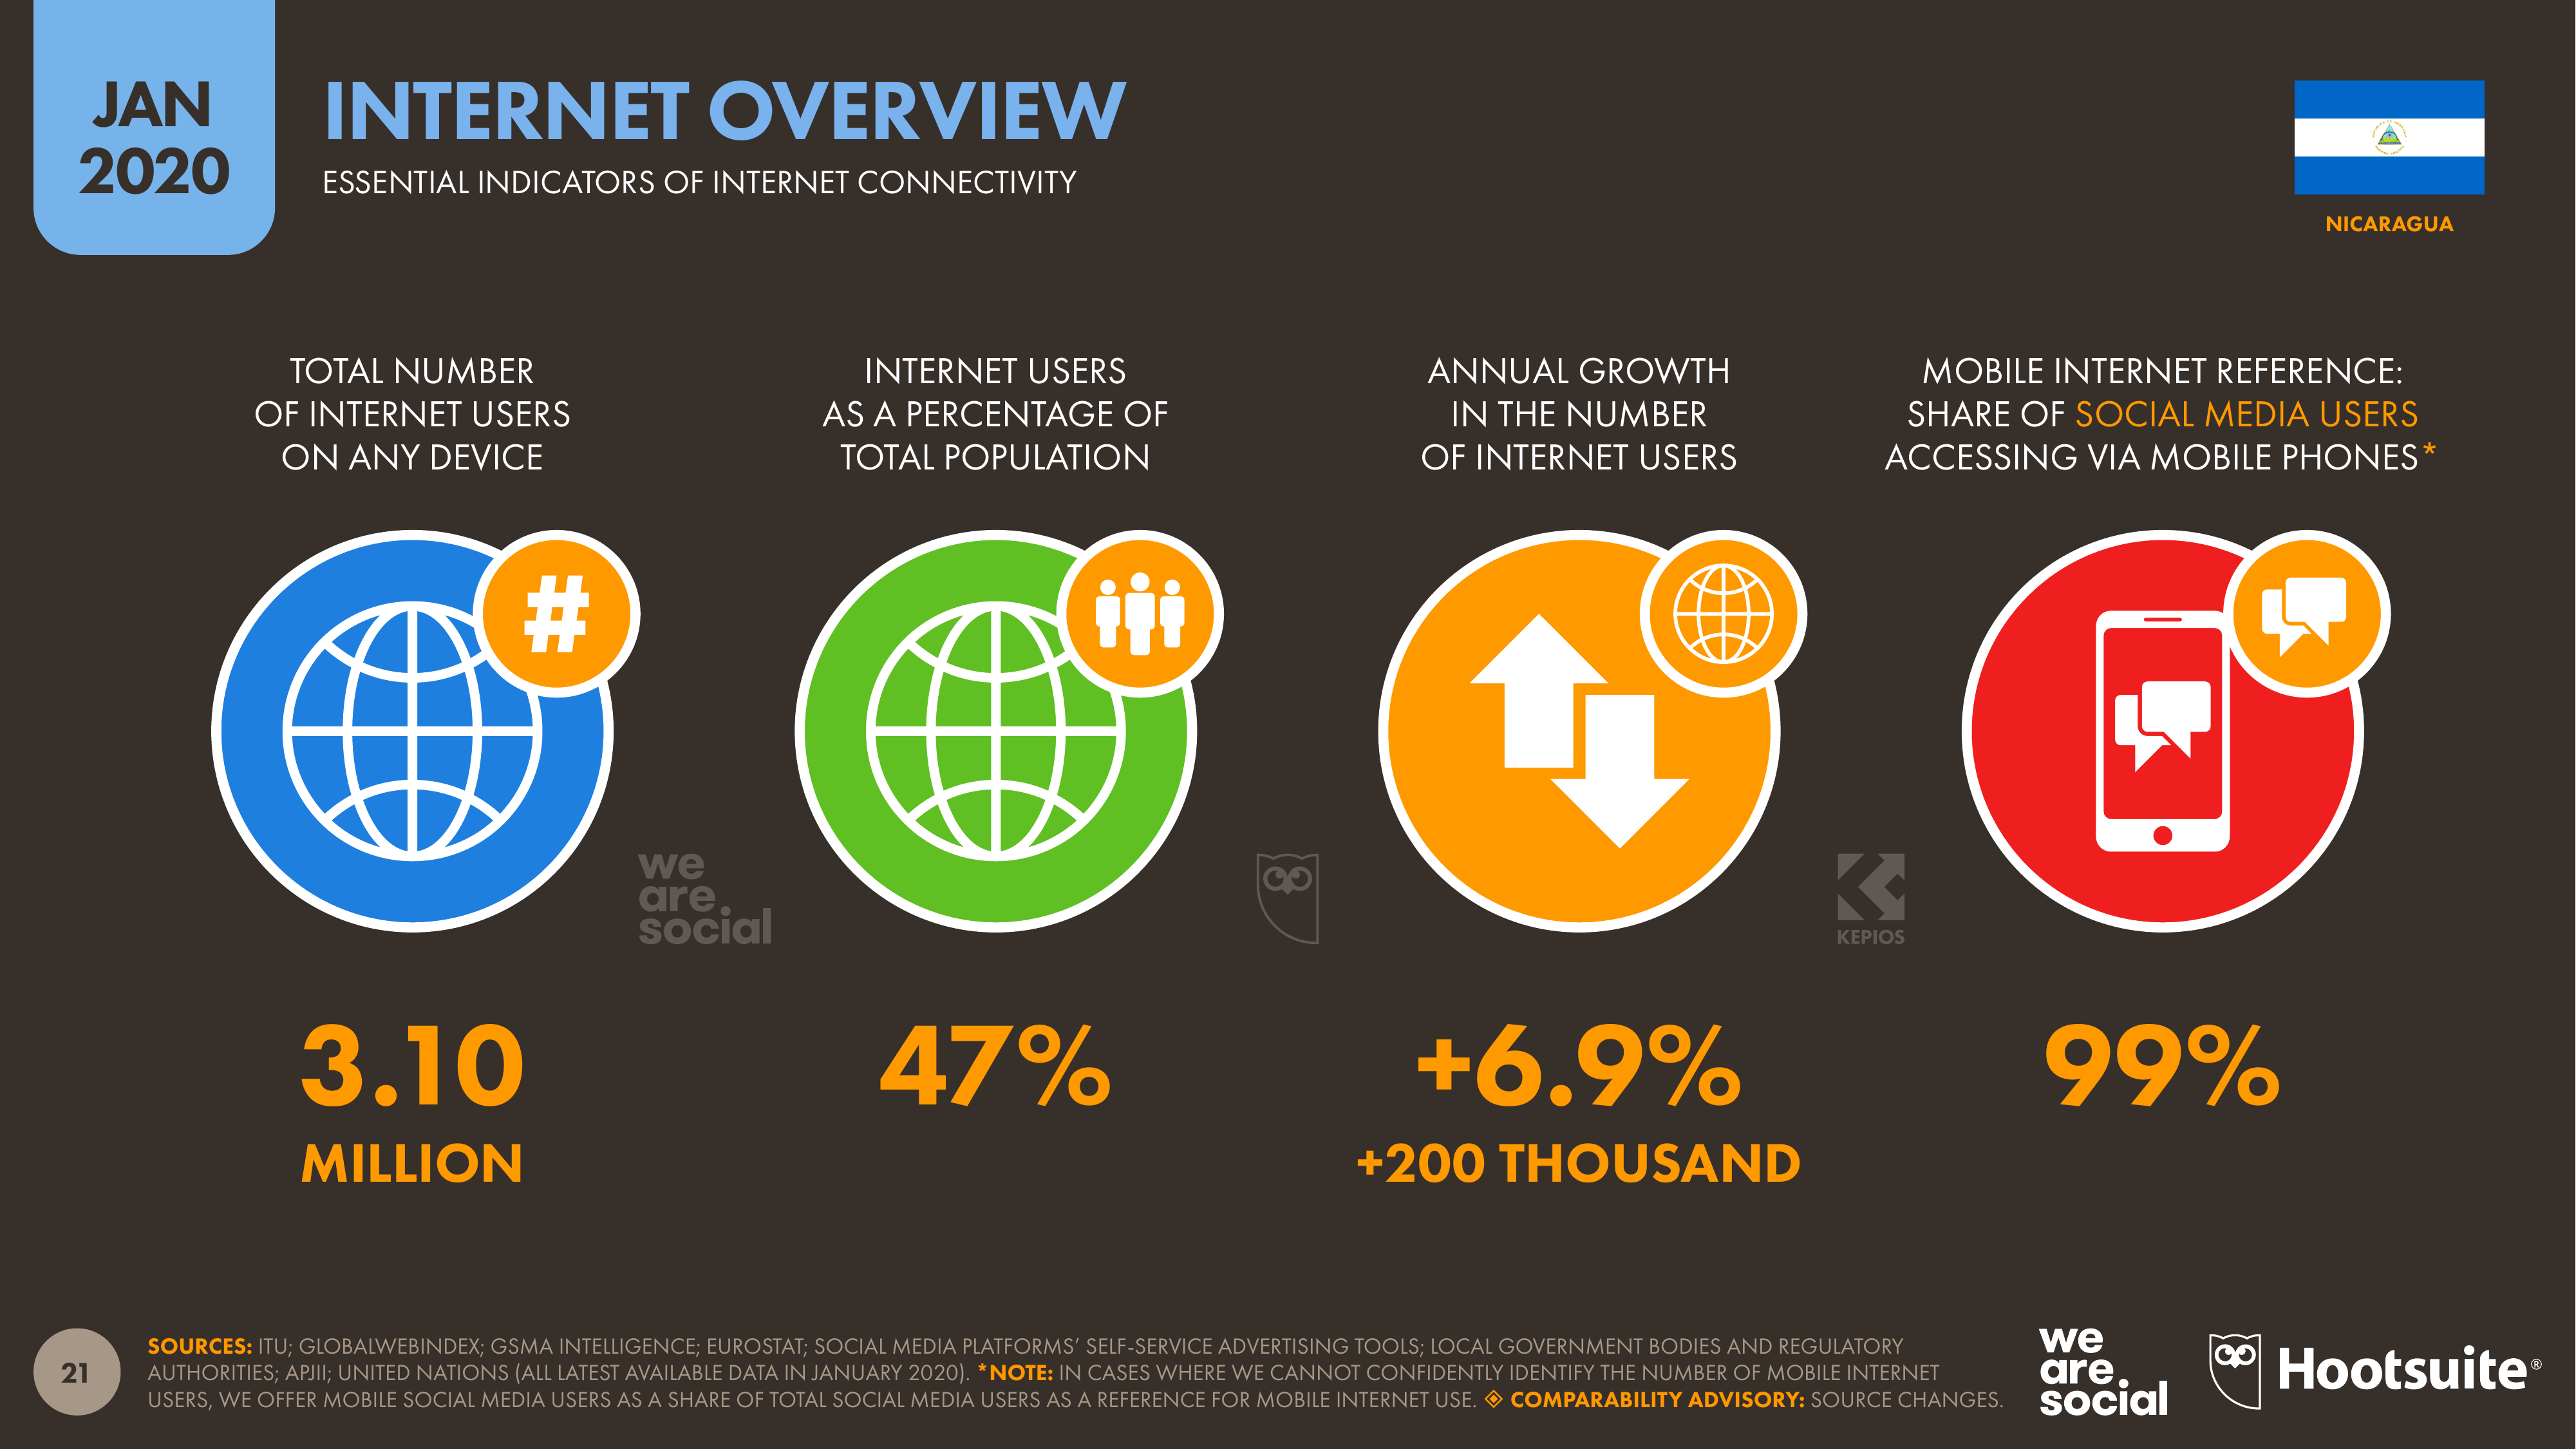 JAN
2020
INTERNET OVERVIEW
ESSENTIAL INDICATORS OF INTERNET CONNECTIVITY
NICARAGUA
TOTAL NUMBER
OF INTERNET USERS
ON ANY DEVICE
INTERNET USERS
AS A PERCENTAGE OF
TOTAL POPULATION
ANNUAL GROWTH
IN THE NUMBER
OF INTERNET USERS
MOBILE INTERNET REFERENCE:
SHARE OF SOCIAL MEDIA USERS
ACCESSING VIA MOBILE PHONES*
#
we
are
social
KEPIOS
3.10
MILLION
47%
+6.9%
+200 THOUSAND
99%
21
SOURCES: ITU; GLOBALWEBINDEX; GSMA INTELLIGENCE; EUROSTAT; SOCIAL MEDIA PLATFORMS’ SELF-SERVICE ADVERTISING TOOLS; LOCAL GOVERNMENT BODIES AND REGULATORY
AUTHORITIES; APJII; UNITED NATIONS (ALL LATEST AVAILABLE DATA IN JANUARY 2020). *NOTE: IN CASES WHERE WE CANNOT CONFIDENTLY IDENTIFY THE NUMBER OF MOBILE INTERNET
USERS, WE OFFER MOBILE SOCIAL MEDIA USERS AS A SHARE OF TOTAL SOCIAL MEDIA USERS AS A REFERENCE FOR MOBILE INTERNET USE. ◈ COMPARABILITY ADVISORY: SOURCE CHANGES.
we
are
social
Hootsuite®